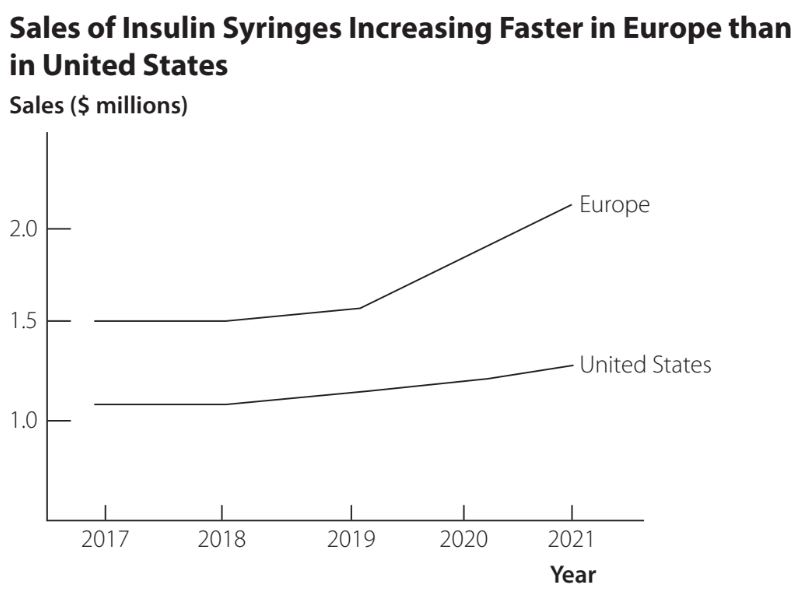 Sales of Insulin Syringes Increasing Faster in Europe than
in United States
Sales ($ millions)
Europe
2.0
1.5
United States
1.0
2017 2018 2019 2020 2021
Year